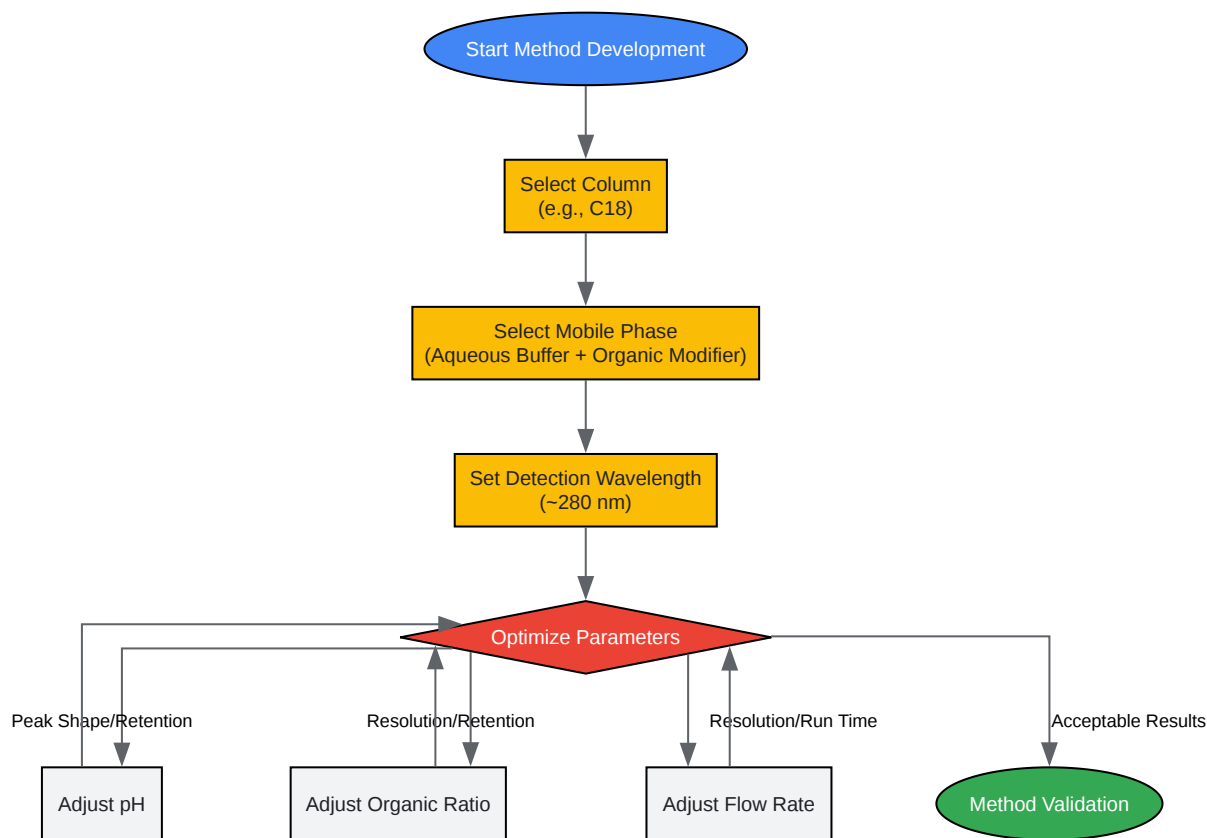 Start Method Development
Select Column
(e.g., C18)
Select Mobile Phase
(Aqueous Buffer + Organic Modifier)
Set Detection Wavelength
(~280 nm)
Optimize Parameters
Peak Shape/Retention
Resolution/Retention
Resolution/Run Time
Acceptable Results
Adjust pH
Adjust Organic Ratio
Adjust Flow Rate
Method Validation